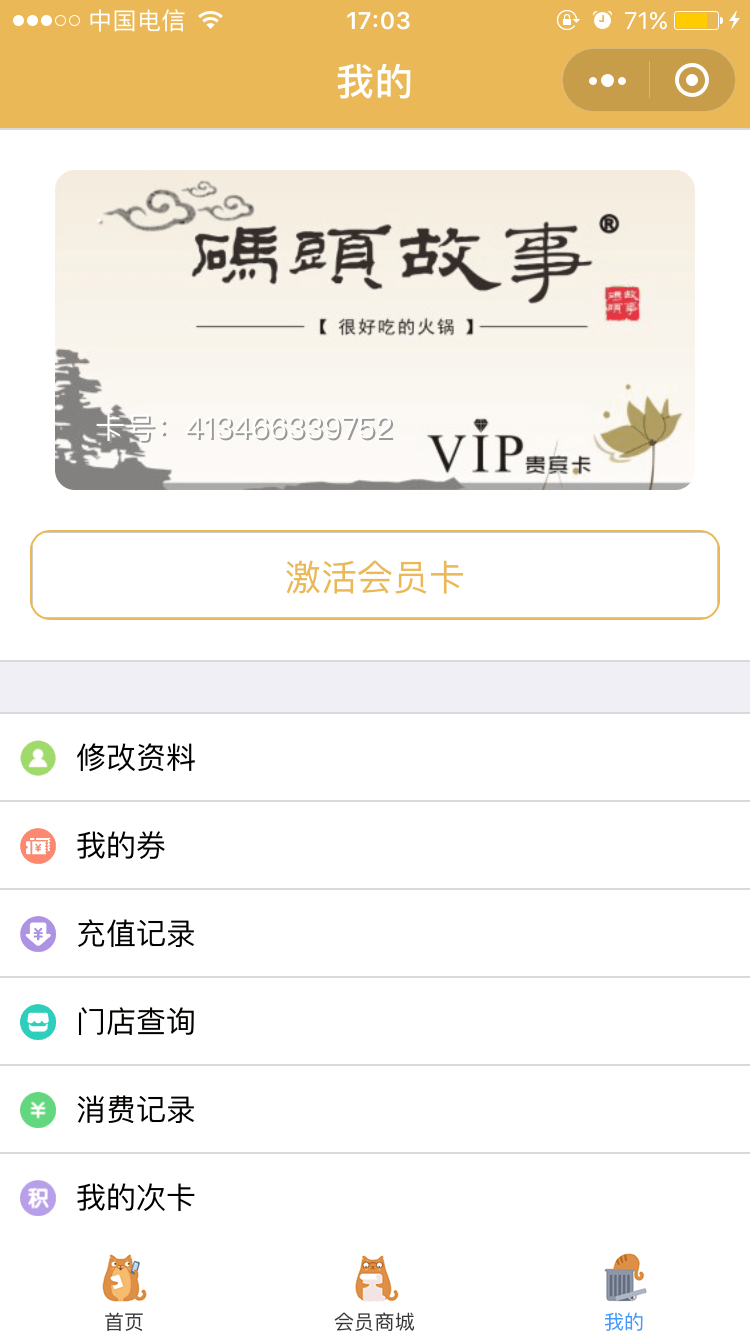 中国电信
17:03
71%
我的
碼頭故事®
碼頭故事
【 很好吃的火锅 】
卡号：413466339752
VIP贵宾卡
激活会员卡
修改资料
我的券
充值记录
门店查询
消费记录
积
我的次卡
首页
会员商城
我的